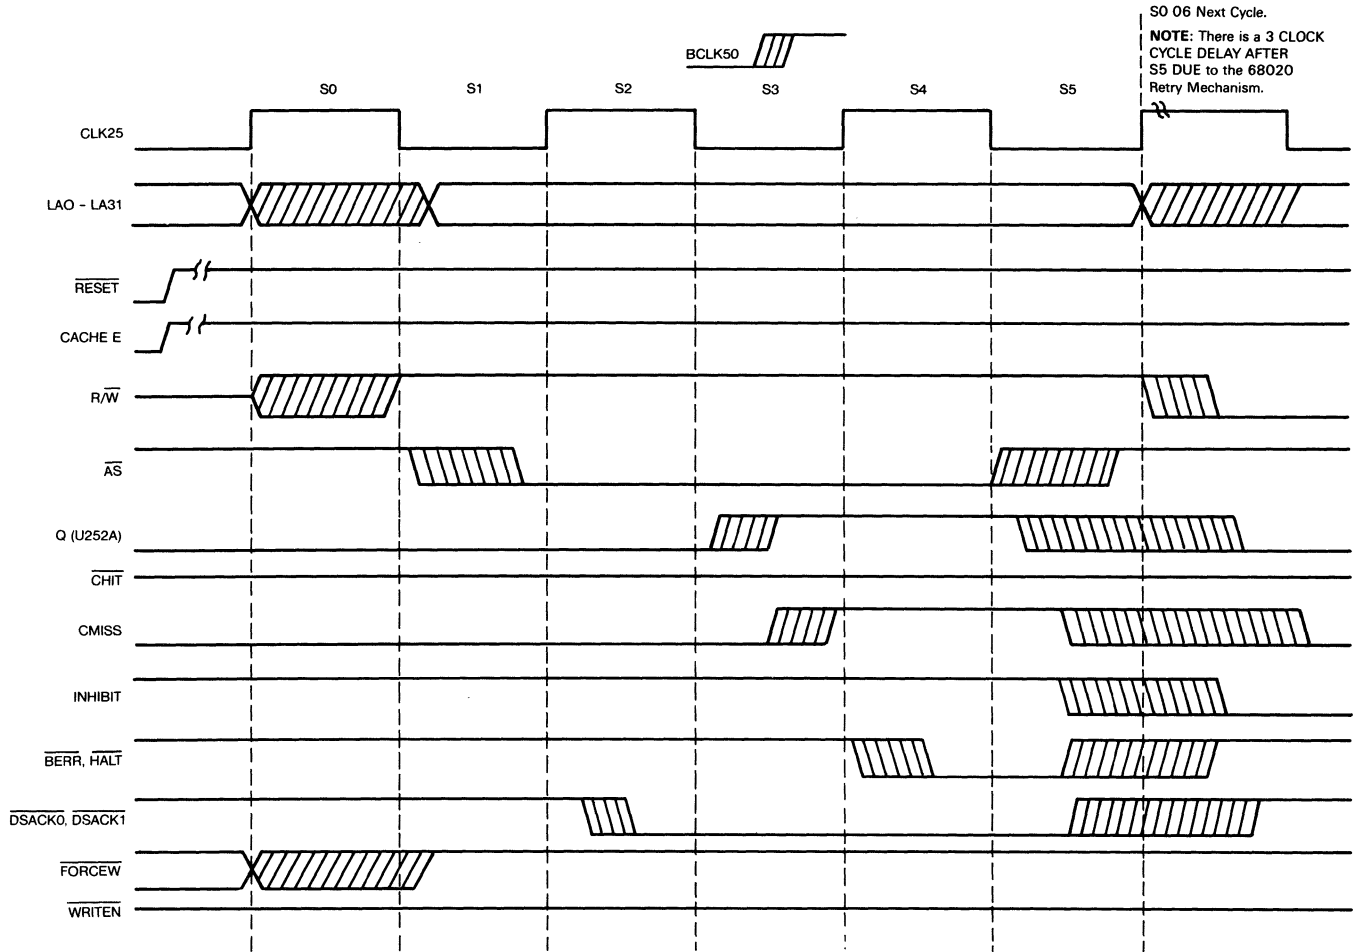 S0 06 Next Cycle.
NOTE: There is a 3 CLOCK
CYCLE DELAY AFTER
S5 DUE to the 68020
Retry Mechanism.
BCLK50
S0
S1
S2
S3
S4
S5
CLK25
LAO - LA31
RESET
CACHE E
R/W
AS
Q (U252A)
CHIT
CMISS
INHIBIT
BERR, HALT
DSACK0, DSACK1
FORCEW
WRITEN